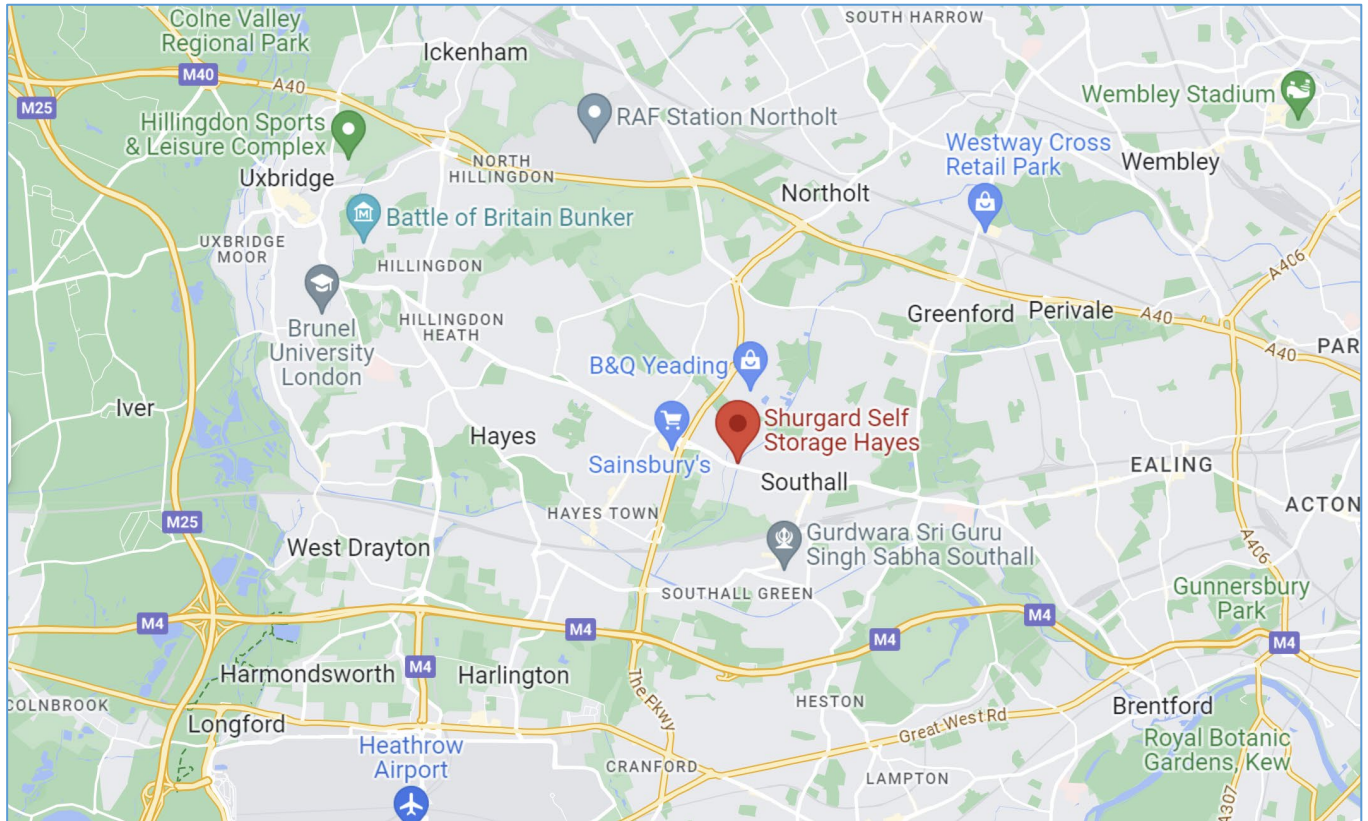 Colne Valley
Regional Park
Ickenham
SOUTH HARROW
M40
A40
M25
Wembley Stadium
Hillingdon Sports
& Leisure Complex
RAF Station Northolt
Westway Cross
Retail Park
Wembley
NORTH
HILLINGDON
Uxbridge
Northolt
Battle of Britain Bunker
UXBRIDGE
MOOR
HILLINGDON
A406
Brunel
University
London
HILLINGDON
HEATH
Greenford
Perivale
A40
A40
PAR
B&Q Yeading
Iver
Shurgard Self
Storage Hayes
Hayes
Sainsbury's
Southall
EALING
ACTON
HAYES TOWN
M25
West Drayton
Gurdwara Sri Guru
Singh Sabha Southall
A406
SOUTHALL GREEN
Gunnersbury
Park
M4
M4
M4
M4
M4
M4
Harmondsworth
Harlington
The Pkwy
COLNBROOK
Longford
HESTON
Great West Rd
Brentford
Heathrow
Airport
CRANFORD
LAMPTON
Royal Botanic
Gardens, Kew
A307